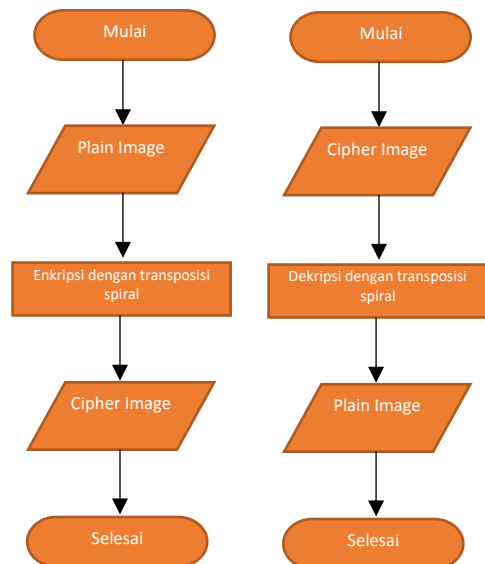 Mulai
Plain Image
Enkripsi dengan transposisi
spiral
Cipher Image
Selesai
Mulai
Cipher Image
Dekripsi dengan transposisi
spiral
Plain Image
Selesai